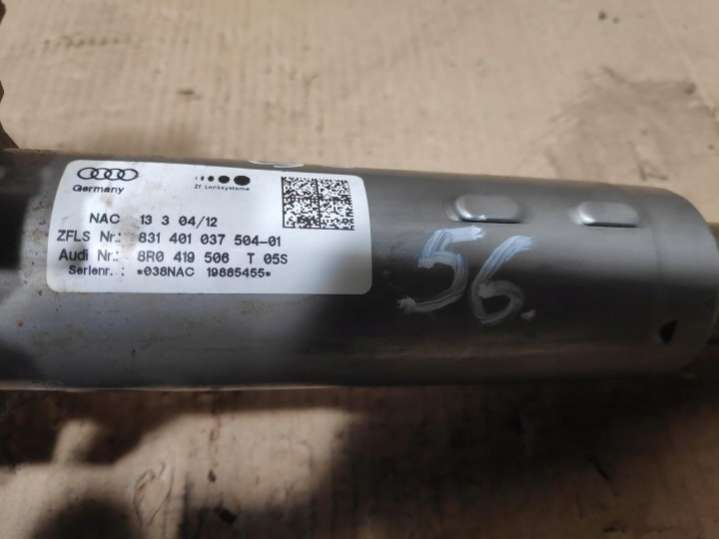 Germany
ZF Lenksysteme
NAC 13 3 04/12
ZFLS Nr.: 831 401 037 504-01
Audi Nr.: 8R0 419 506 T 05S
Serienr.: *038NAC 19885455*
56.